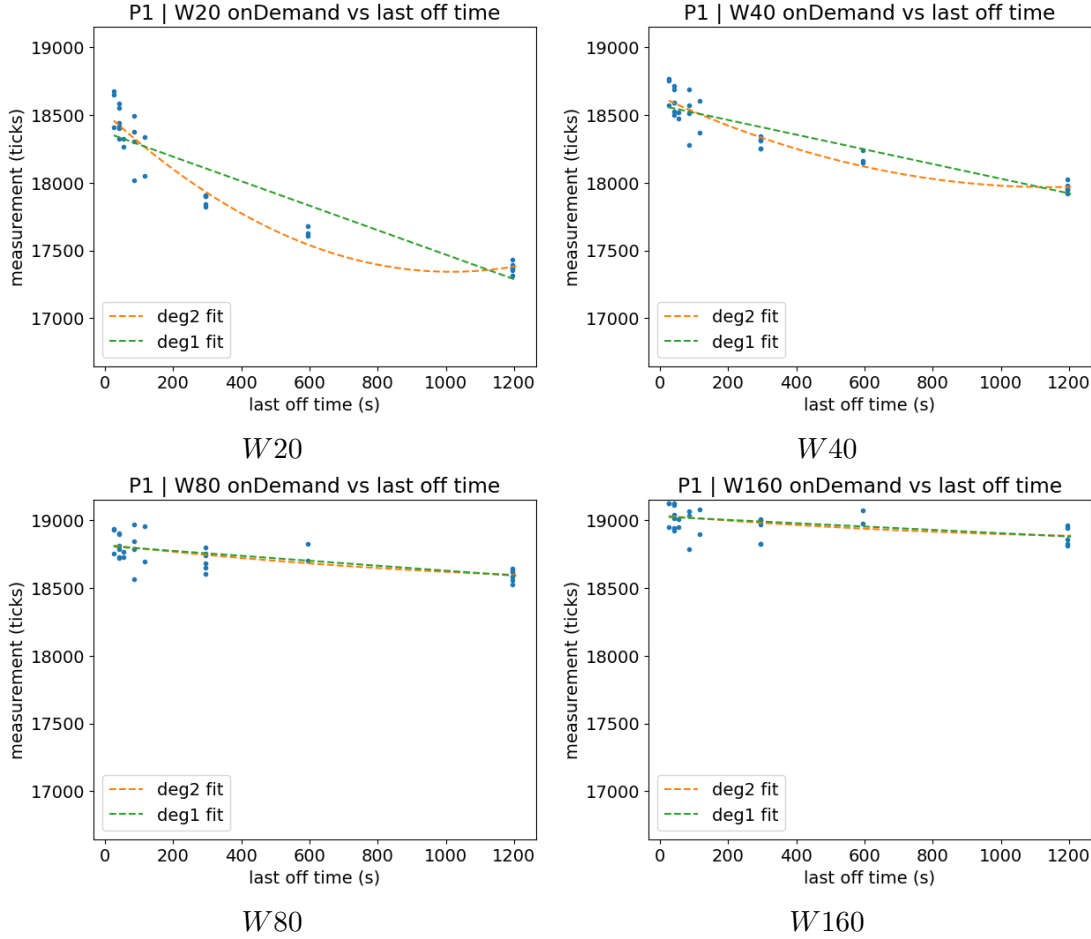 P1 | W20 onDemand vs last off time
19000
18500
18000
17500
17000
measurement (ticks)
deg2 fit
deg1 fit
0 200 400 600 800 1000 1200
last off time (s)
W20
P1 | W40 onDemand vs last off time
19000
18500
18000
17500
17000
measurement (ticks)
deg2 fit
deg1 fit
0 200 400 600 800 1000 1200
last off time (s)
W40
P1 | W80 onDemand vs last off time
19000
18500
18000
17500
17000
measurement (ticks)
deg2 fit
deg1 fit
0 200 400 600 800 1000 1200
last off time (s)
W80
P1 | W160 onDemand vs last off time
19000
18500
18000
17500
17000
measurement (ticks)
deg2 fit
deg1 fit
0 200 400 600 800 1000 1200
last off time (s)
W160